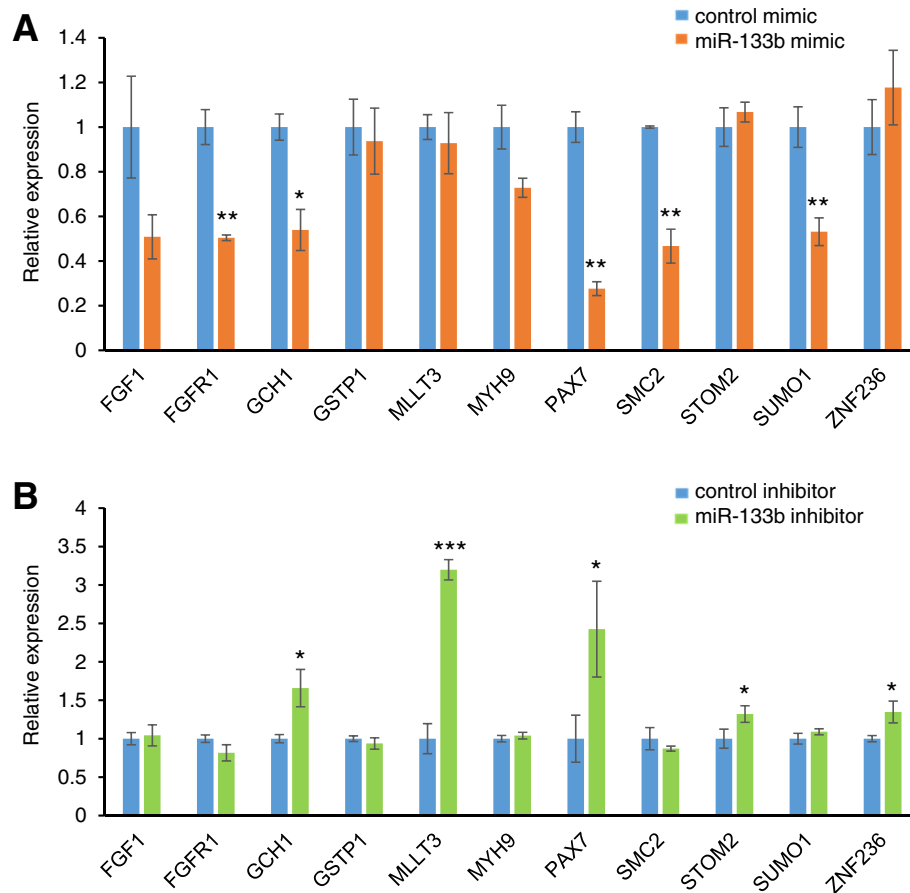 A
control mimic
miR-133b mimic
Relative expression
1.4
1.2
1
0.8
0.6
0.4
0.2
0
** * ** ** **
FGF1 FGFR1 GCH1 GSTP1 MLLT3 MYH9 PAX7 SMC2 STOM2 SUMO1 ZNF236
B
control inhibitor
miR-133b inhibitor
Relative expression
4
3.5
3
2.5
2
1.5
1
0.5
0
* *** * * *
FGF1 FGFR1 GCH1 GSTP1 MLLT3 MYH9 PAX7 SMC2 STOM2 SUMO1 ZNF236